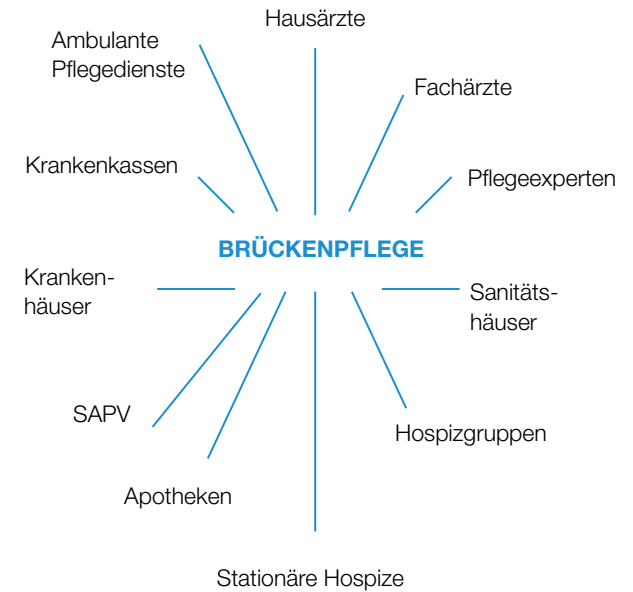 Hausärzte
Ambulante
Pflegedienste
Fachärzte
Krankenkassen
Pflegeexperten
BRÜCKENPFLEGE
Kranken-
häuser
Sanitäts-
häuser
SAPV
Hospizgruppen
Apotheken
Stationäre Hospize